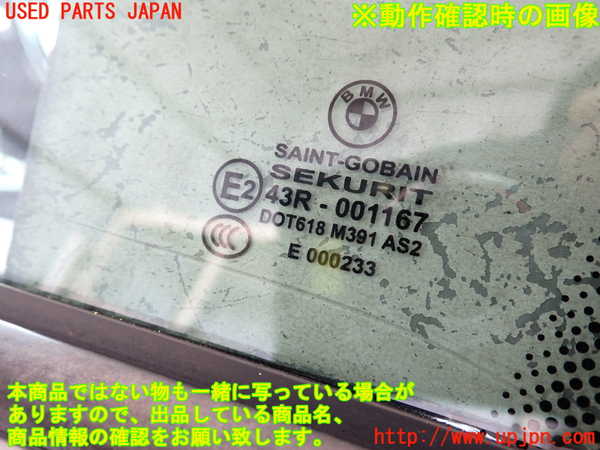 USED PARTS JAPAN
※動作確認時の画像
BMW
SAINT-GOBAIN
SEKURIT
E2 43R - 001167
DOT618 M391 AS2
CCC
E 000233
本商品ではない物も一緒に写っている場合が
ありますので、出品している商品名、
商品情報の確認をお願い致します。
http://www.upjpn.com/